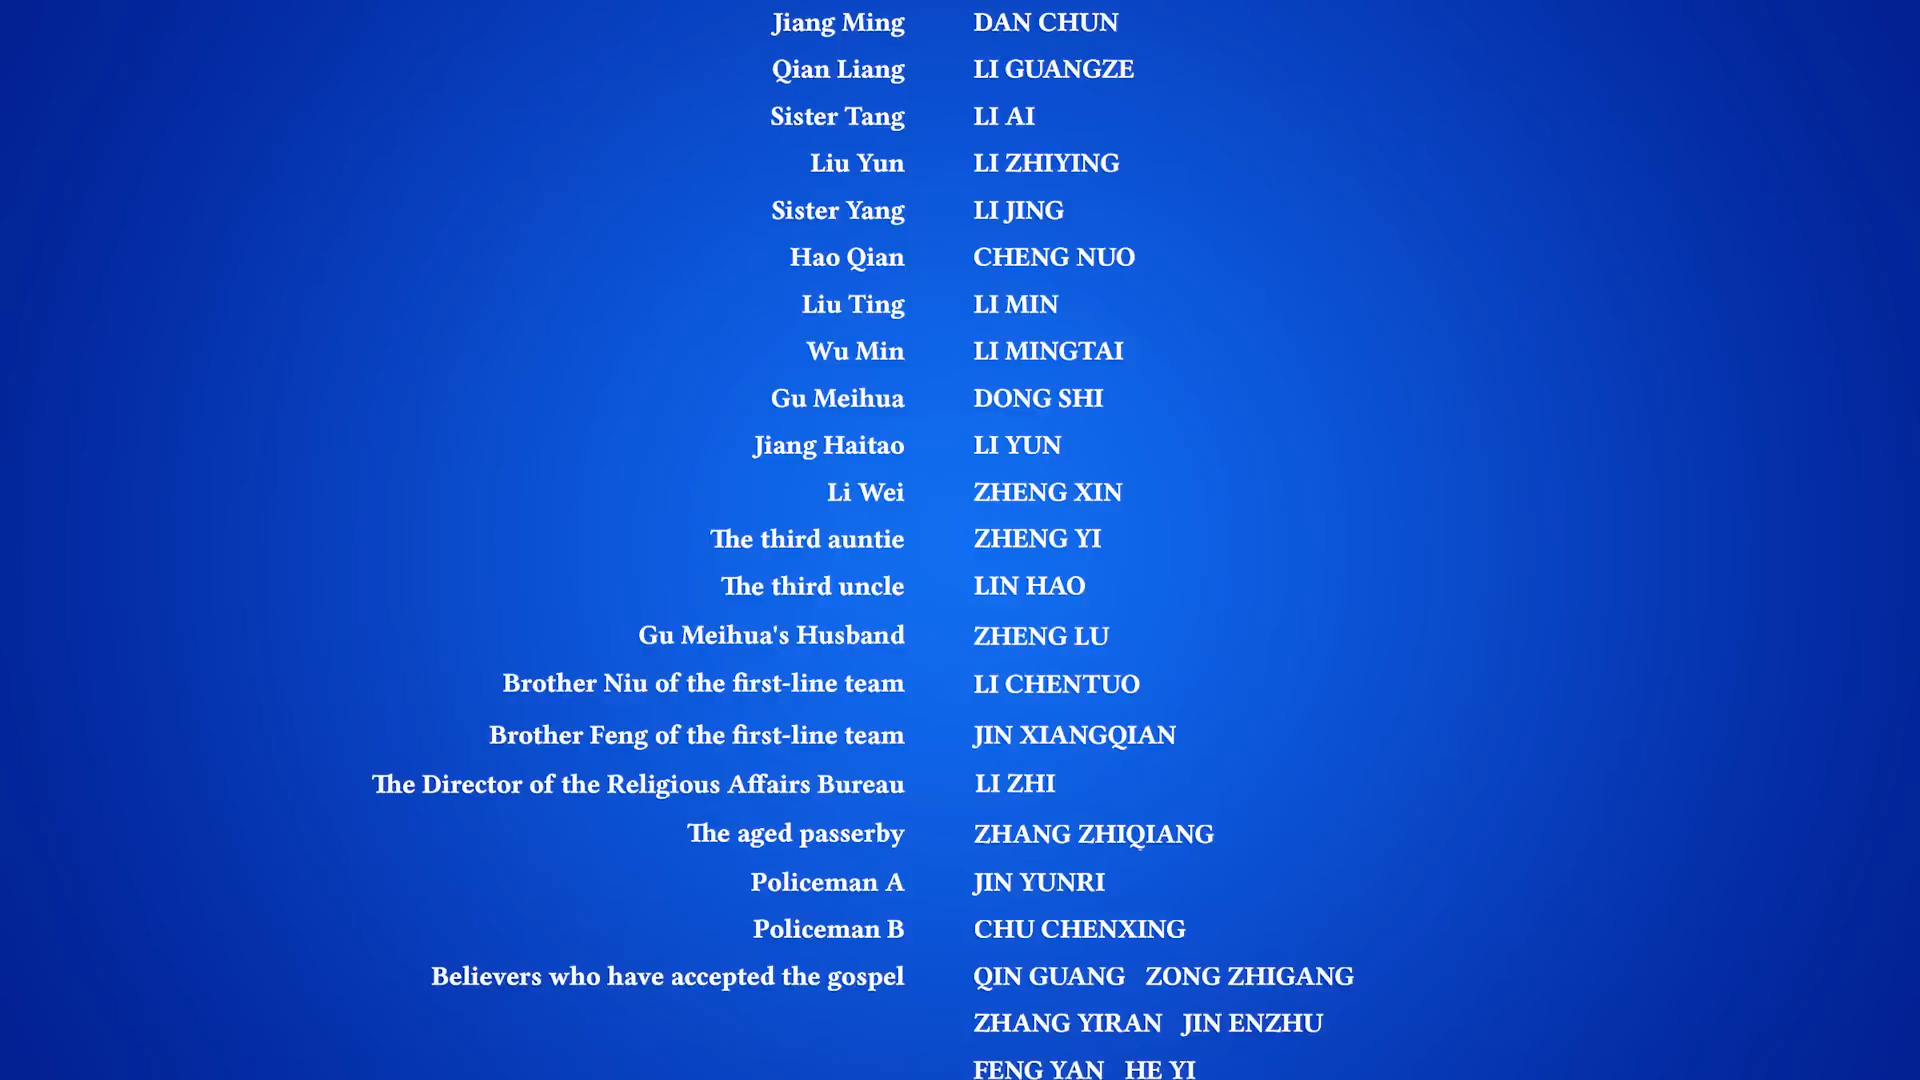 Jiang Ming DAN CHUN
Qian Liang LI GUANGZE
Sister Tang LI AI
Liu Yun LI ZHIYING
Sister Yang LI JING
Hao Qian CHENG NUO
Liu Ting LI MIN
Wu Min LI MINGTAI
Gu Meihua DONG SHI
Jiang Haitao LI YUN
Li Wei ZHENG XIN
The third auntie ZHENG YI
The third uncle LIN HAO
Gu Meihua's Husband ZHENG LU
Brother Niu of the first-line team LI CHENTUO
Brother Feng of the first-line team JIN XIANGQIAN
The Director of the Religious Affairs Bureau LI ZHI
The aged passerby ZHANG ZHIQIANG
Policeman A JIN YUNRI
Policeman B CHU CHENXING
Believers who have accepted the gospel QIN GUANG ZONG ZHIGANG
ZHANG YIRAN JIN ENZHU
FENG YAN HE YI